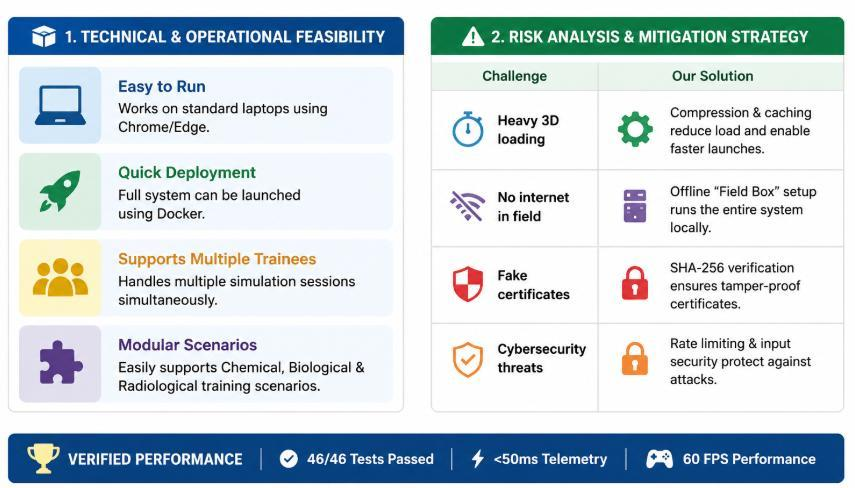 1. TECHNICAL & OPERATIONAL FEASIBILITY
Easy to Run
Works on standard laptops using
Chrome/Edge.
Quick Deployment
Full system can be launched
using Docker.
Supports Multiple Trainees
Handles multiple simulation sessions
simultaneously.
Modular Scenarios
Easily supports Chemical, Biological &
Radiological training scenarios.
2. RISK ANALYSIS & MITIGATION STRATEGY
Challenge
Our Solution
Heavy 3D
loading
Compression & caching
reduce load and enable
faster launches.
No internet
in field
Offline “Field Box” setup
runs the entire system
locally.
Fake
certificates
SHA-256 verification
ensures tamper-proof
certificates.
Cybersecurity
threats
Rate limiting & input
security protect against
attacks.
VERIFIED PERFORMANCE
46/46 Tests Passed
<50ms Telemetry
60 FPS Performance